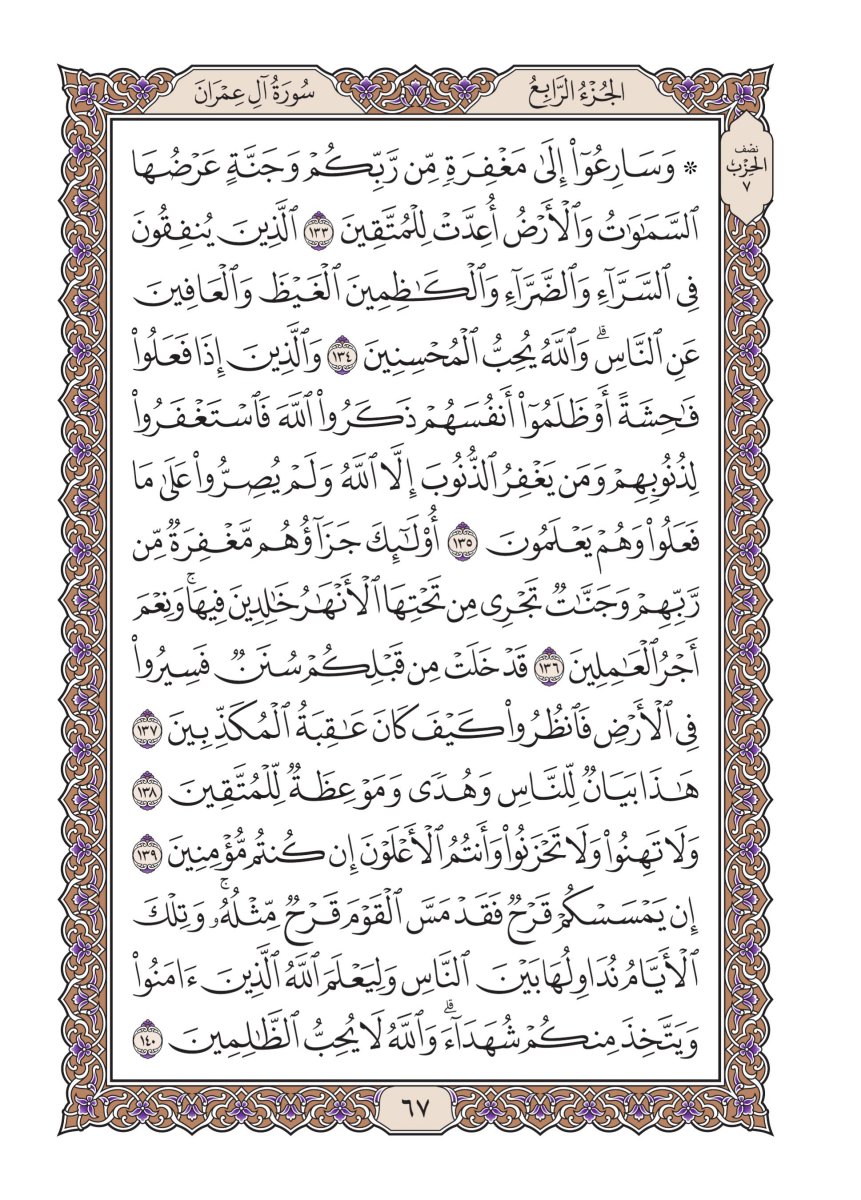 الجُزْءُ الرَّابِعُ
سُورَةُ آلِ عِمْرَانَ
نصف
الحِزْب
٧
* وَسَارِعُوٓا۟ إِلَىٰ مَغْفِرَةٍ مِّن رَّبِّكُمْ وَجَنَّةٍ عَرْضُهَا
ٱلسَّمَـٰوَٰتُ وَٱلْأَرْضُ أُعِدَّتْ لِلْمُتَّقِينَ ١٣٣ ٱلَّذِينَ يُنفِقُونَ
فِى ٱلسَّرَّآءِ وَٱلضَّرَّآءِ وَٱلْكَـٰظِمِينَ ٱلْغَيْظَ وَٱلْعَافِينَ
عَنِ ٱلنَّاسِ ۗ وَٱللَّهُ يُحِبُّ ٱلْمُحْسِنِينَ ١٣٤ وَٱلَّذِينَ إِذَا فَعَلُوا۟
فَـٰحِشَةً أَوْ ظَلَمُوٓا۟ أَنفُسَهُمْ ذَكَرُوا۟ ٱللَّهَ فَٱسْتَغْفَرُوا۟
لِذُنُوبِهِمْ وَمَن يَغْفِرُ ٱلذُّنُوبَ إِلَّا ٱللَّهُ وَلَمْ يُصِرُّوا۟ عَلَىٰ مَا
فَعَلُوا۟ وَهُمْ يَعْلَمُونَ ١٣٥ أُو۟لَـٰٓئِكَ جَزَآؤُهُم مَّغْفِرَةٌ مِّن
رَّبِّهِمْ وَجَنَّـٰتٌ تَجْرِى مِن تَحْتِهَا ٱلْأَنْهَـٰرُ خَـٰلِدِينَ فِيهَا ۚ وَنِعْمَ
أَجْرُ ٱلْعَـٰمِلِينَ ١٣٦ قَدْ خَلَتْ مِن قَبْلِكُمْ سُنَنٌ فَسِيرُوا۟
فِى ٱلْأَرْضِ فَٱنظُرُوا۟ كَيْفَ كَانَ عَـٰقِبَةُ ٱلْمُكَذِّبِينَ ١٣٧
هَـٰذَا بَيَانٌ لِّلنَّاسِ وَهُدًى وَمَوْعِظَةٌ لِّلْمُتَّقِينَ ١٣٨
وَلَا تَهِنُوا۟ وَلَا تَحْزَنُوا۟ وَأَنتُمُ ٱلْأَعْلَوْنَ إِن كُنتُم مُّؤْمِنِينَ ١٣٩
إِن يَمْسَسْكُمْ قَرْحٌ فَقَدْ مَسَّ ٱلْقَوْمَ قَرْحٌ مِّثْلُهُۥ ۚ وَتِلْكَ
ٱلْأَيَّامُ نُدَاوِلُهَا بَيْنَ ٱلنَّاسِ وَلِيَعْلَمَ ٱللَّهُ ٱلَّذِينَ ءَامَنُوا۟
وَيَتَّخِذَ مِنكُمْ شُهَدَآءَ ۗ وَٱللَّهُ لَا يُحِبُّ ٱلظَّـٰلِمِينَ ١٤٠
٦٧